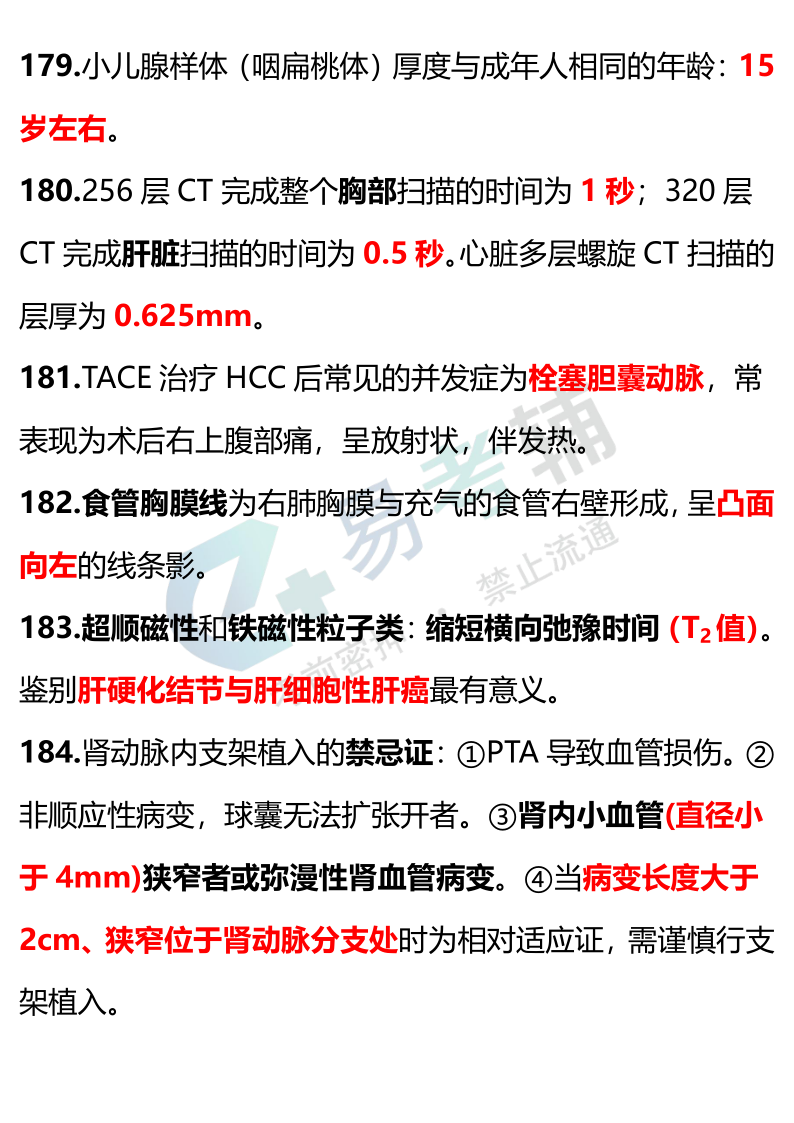 179.小儿腺样体（咽扁桃体）厚度与成年人相同的年龄：15
岁左右。
180.256 层 CT 完成整个胸部扫描的时间为 1 秒；320 层
CT 完成肝脏扫描的时间为 0.5 秒。心脏多层螺旋 CT 扫描的
层厚为 0.625mm。
181.TACE 治疗 HCC 后常见的并发症为栓塞胆囊动脉，常
表现为术后右上腹部痛，呈放射状，伴发热。
182.食管胸膜线为右肺胸膜与充气的食管右壁形成，呈凸面
向左的线条影。
183.超顺磁性和铁磁性粒子类：缩短横向弛豫时间（T₂值）。
鉴别肝硬化结节与肝细胞性肝癌最有意义。
184.肾动脉内支架植入的禁忌证：①PTA 导致血管损伤。②
非顺应性病变，球囊无法扩张开者。③肾内小血管(直径小
于 4mm)狭窄者或弥漫性肾血管病变。④当病变长度大于
2cm、狭窄位于肾动脉分支处时为相对适应证，需谨慎行支
架植入。
易考辅
禁止流通